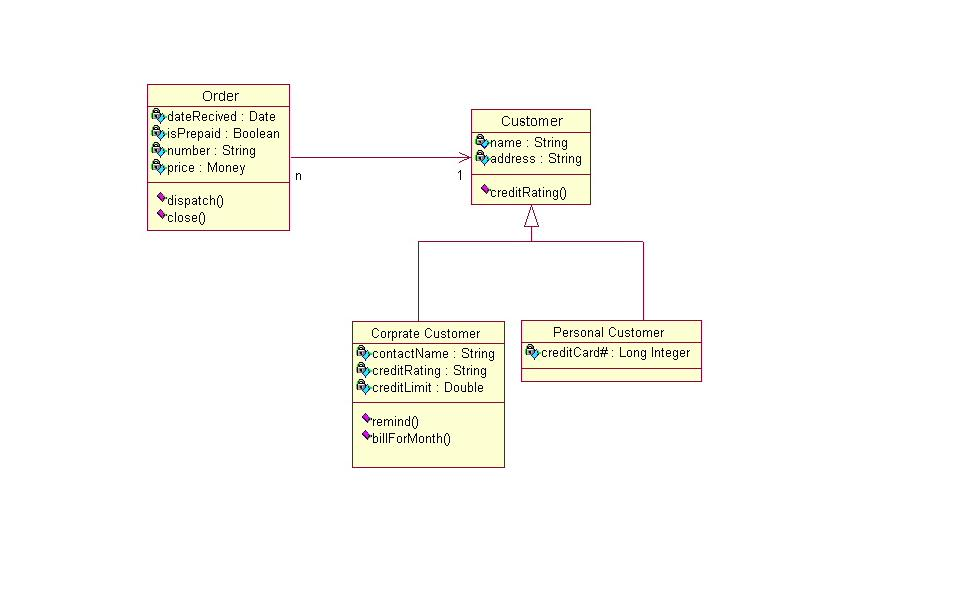 Order
dateRecived : Date
isPrepaid : Boolean
number : String
price : Money
dispatch()
close()
n
1
Customer
name : String
address : String
creditRating()
Corprate Customer
contactName : String
creditRating : String
creditLimit : Double
remind()
billForMonth()
Personal Customer
creditCard# : Long Integer